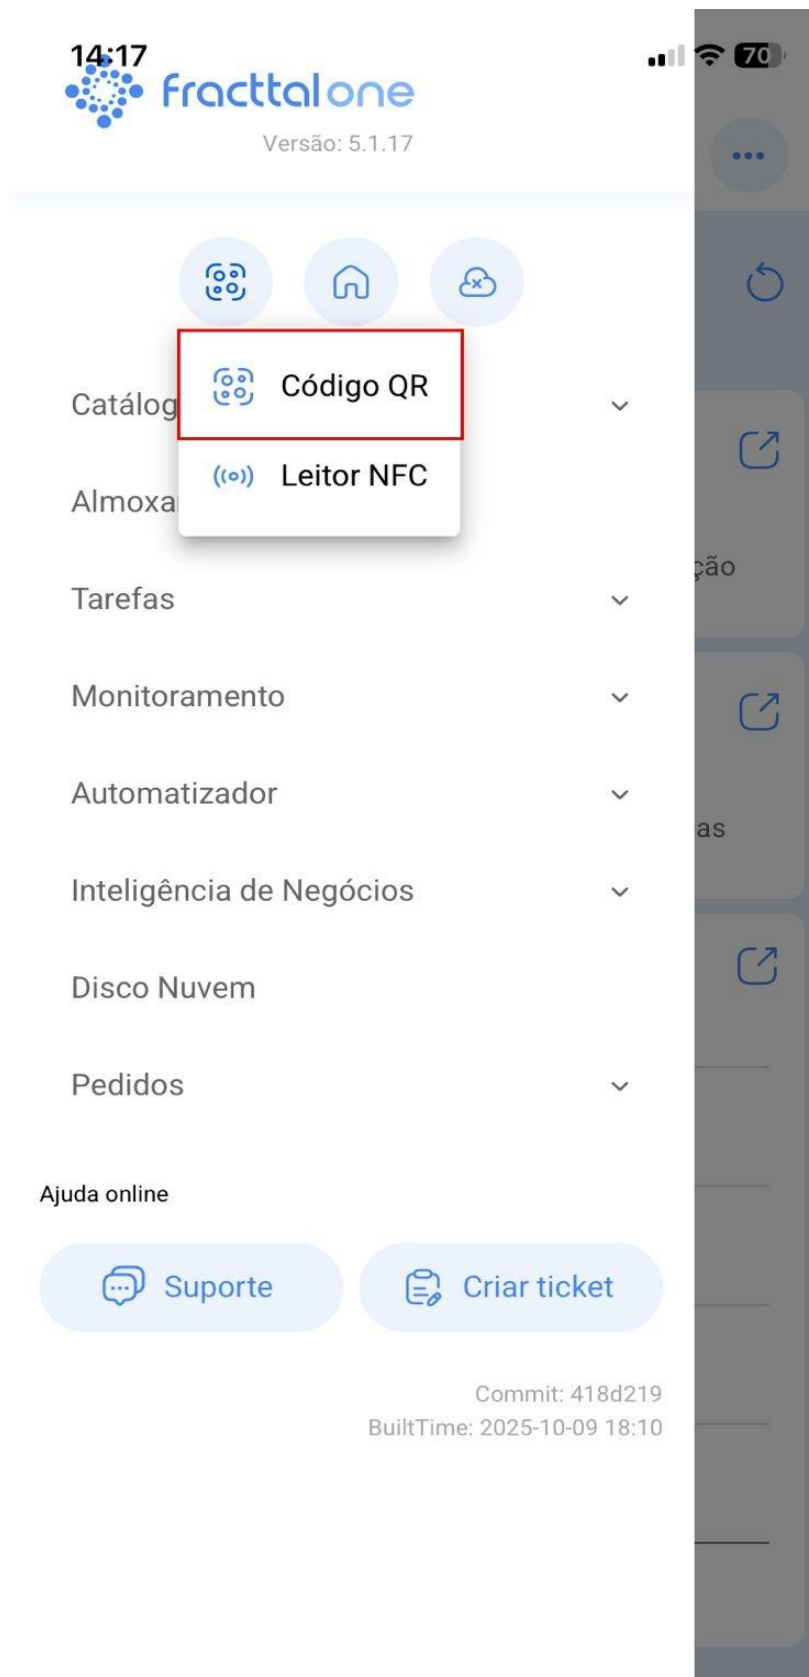 14:17
70
fracttalone
Versão: 5.1.17
Código QR
Catálog
Leitor NFC
Almoxa
ção
Tarefas
Monitoramento
as
Automatizador
Inteligência de Negócios
Disco Nuvem
Pedidos
Ajuda online
Suporte
Criar ticket
Commit: 418d219
BuiltTime: 2025-10-09 18:10